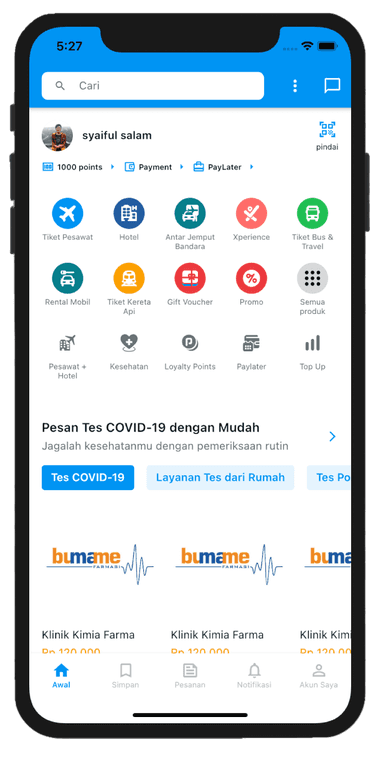 5:27
Cari
syaiful salam
pindai
1000 points
Payment
PayLater
Tiket Pesawat
Hotel
Antar Jemput
Bandara
Xperience
Tiket Bus &
Travel
Rental Mobil
Tiket Kereta
Api
Gift Voucher
Promo
Semua
produk
Pesawat +
Hotel
Kesehatan
Loyalty Points
Paylater
Top Up
Pesan Tes COVID-19 dengan Mudah
Jagalah kesehatanmu dengan pemeriksaan rutin
Tes COVID-19
Layanan Tes dari Rumah
Tes Po
bumame
FARMASI
bumame
FARMASI
bum
Klinik Kimia Farma
Klinik Kimia Farma
Klinik Kimi
Rp 120.000
Rp 120.000
Rp 120.000
Awal
Simpan
Pesanan
Notifikasi
Akun Saya